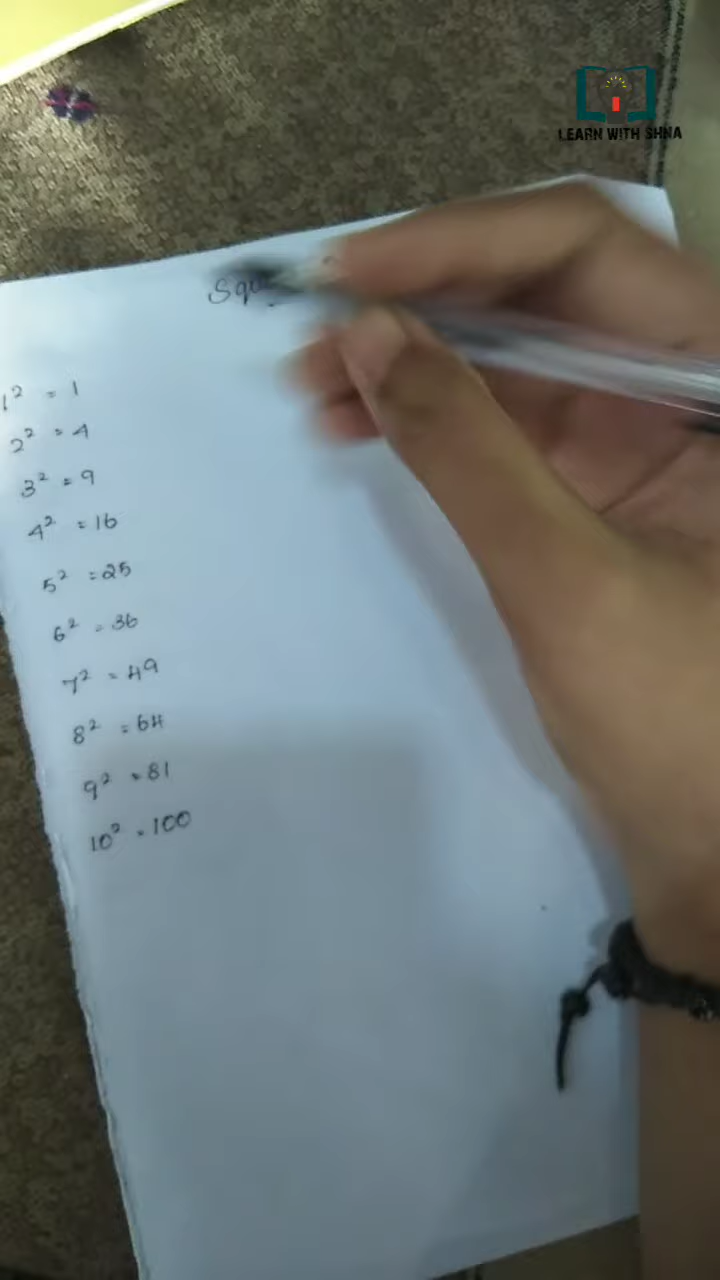 LEARN WITH SHNA
1² = 1
2² = 4
3² = 9
4² = 16
5² = 25
6² = 36
7² = 49
8² = 64
9² = 81
10² = 100